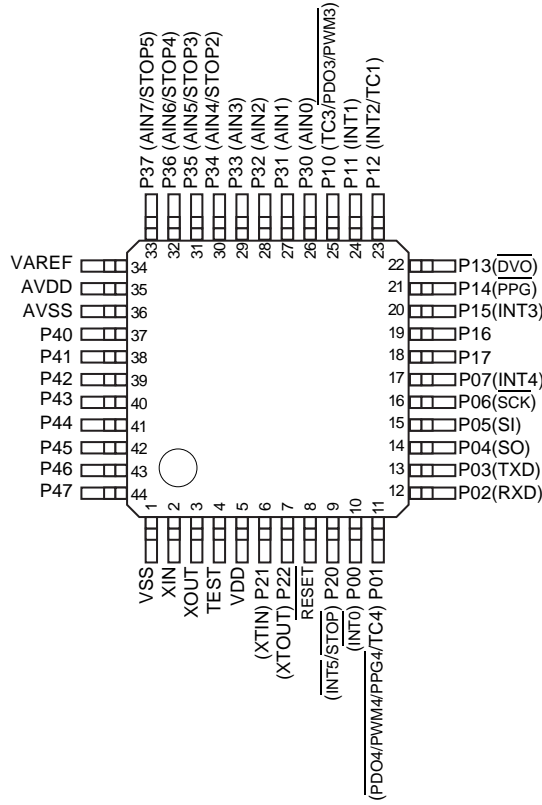 P37 (AIN7/STOP5)
P36 (AIN6/STOP4)
P35 (AIN5/STOP3)
P34 (AIN4/STOP2)
P33 (AIN3)
P32 (AIN2)
P31 (AIN1)
P30 (AIN0)
P10 (TC3/PDO3/PWM3)
P11 (INT1)
P12 (INT2/TC1)
33 32 31 30 29 28 27 26 25 24 23
VAREF 34
AVDD 35
AVSS 36
P40 37
P41 38
P42 39
P43 40
P44 41
P45 42
P46 43
P47 44
22 P13(DVO)
21 P14(PPG)
20 P15(INT3)
19 P16
18 P17
17 P07(INT4)
16 P06(SCK)
15 P05(SI)
14 P04(SO)
13 P03(TXD)
12 P02(RXD)
1 2 3 4 5 6 7 8 9 10 11
VSS
XIN
XOUT
TEST
VDD
(XTIN) P21
(XTOUT) P22
RESET
(INT5/STOP) P20
(INT0) P00
(PDO4/PWM4/PPG4/TC4) P01